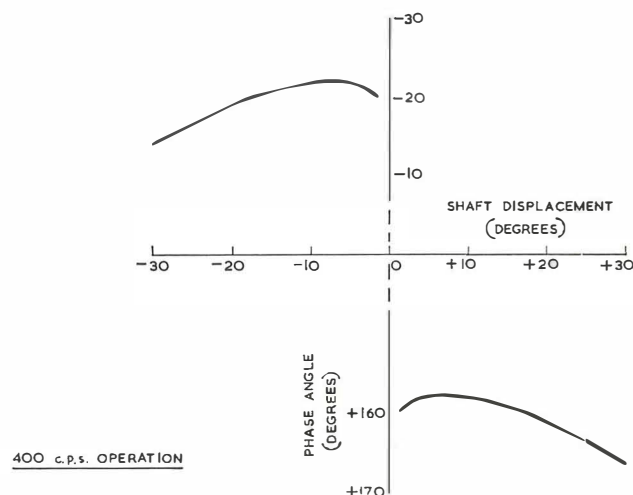 -30
-20
-10
SHAFT DISPLACEMENT
(DEGREES)
-30 -20 -10 0 +10 +20 +30
PHASE ANGLE
(DEGREES)
+160
+170
400 c.p.s. OPERATION